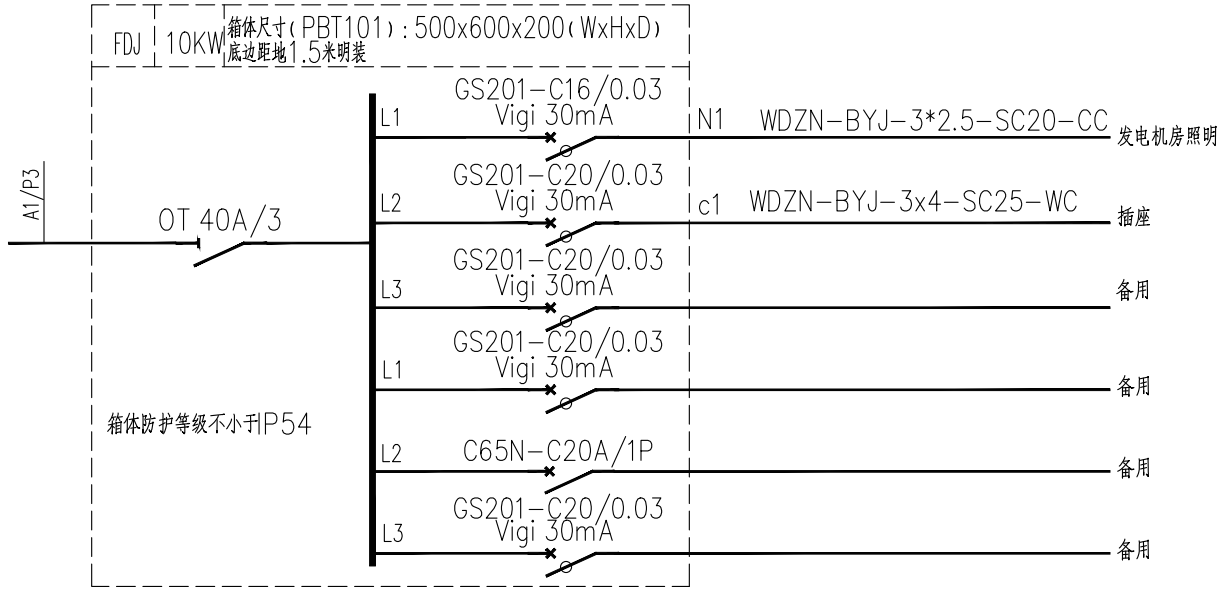 FDJ
10KW
箱体尺寸(PBT101):500x600x200(WxHxD)
底边距地1.5米明装
A1/P3
OT 40A/3
箱体防护等级不小于IP54
L1
GS201-C16/0.03
Vigi 30mA
N1
WDZN-BYJ-3*2.5-SC20-CC
发电机房照明
L2
GS201-C20/0.03
Vigi 30mA
c1
WDZN-BYJ-3x4-SC25-WC
插座
L3
GS201-C20/0.03
Vigi 30mA
备用
L1
GS201-C20/0.03
Vigi 30mA
备用
L2
C65N-C20A/1P
备用
L3
GS201-C20/0.03
Vigi 30mA
备用